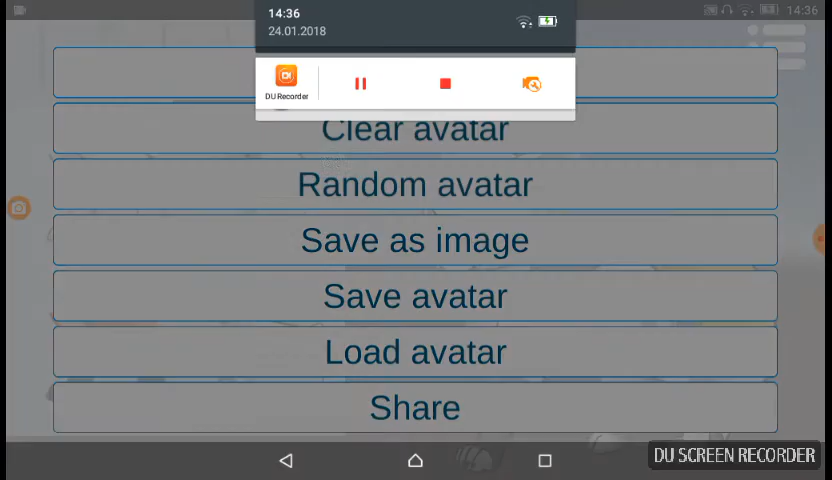 14:36
14:36
24.01.2018
DU Recorder
Clear avatar
Random avatar
Save as image
Save avatar
Load avatar
Share
DU SCREEN RECORDER